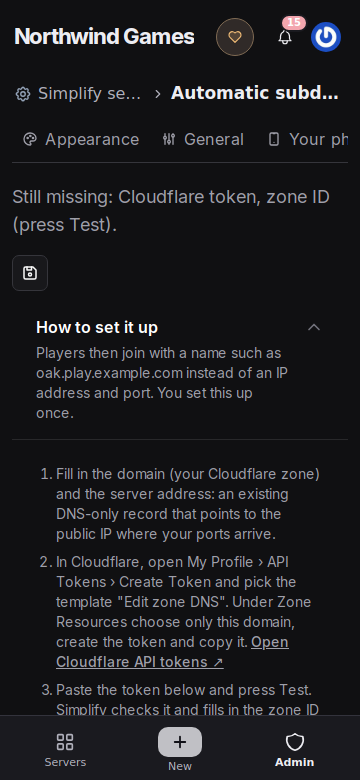 Northwind Games
15
Simplify se... › Automatic subd...
Appearance General Your ph
Still missing: Cloudflare token, zone ID
(press Test).
How to set it up
Players then join with a name such as
oak.play.example.com instead of an IP
address and port. You set this up
once.
1. Fill in the domain (your Cloudflare zone)
and the server address: an existing
DNS-only record that points to the
public IP where your ports arrive.
2. In Cloudflare, open My Profile › API
Tokens › Create Token and pick the
template "Edit zone DNS". Under Zone
Resources choose only this domain,
create the token and copy it. Open
Cloudflare API tokens ↗
3. Paste the token below and press Test.
Simplify checks it and fills in the zone ID
Servers New Admin